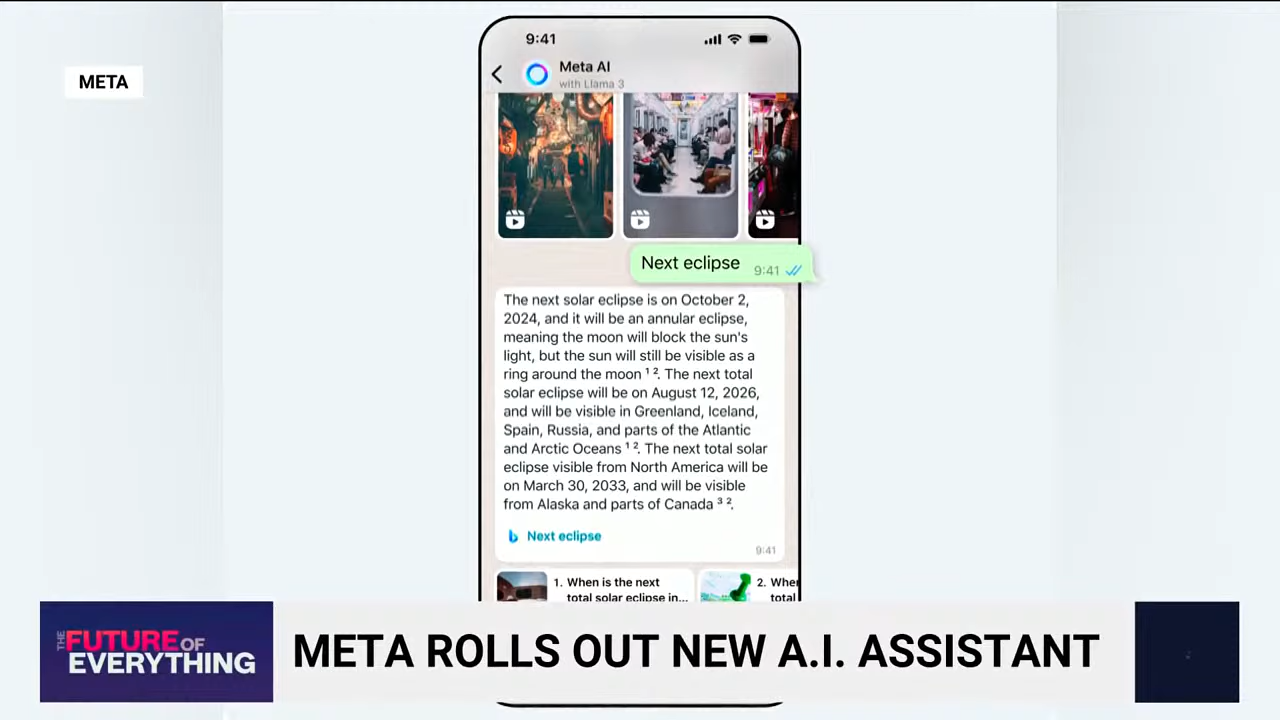 META
9:41
Meta AI
with Llama 3
Next eclipse
9:41
The next solar eclipse is on October 2,
2024, and it will be an annular eclipse,
meaning the moon will block the sun's
light, but the sun will still be visible as a
ring around the moon ¹ ². The next total
solar eclipse will be on August 12, 2026,
and will be visible in Greenland, Iceland,
Spain, Russia, and parts of the Atlantic
and Arctic Oceans ¹ ². The next total solar
eclipse visible from North America will be
on March 30, 2033, and will be visible
from Alaska and parts of Canada ³ ².
Next eclipse
9:41
1. When is the next
total solar eclipse in...
2.
total
THE FUTURE OF
EVERYTHING
META ROLLS OUT NEW A.I. ASSISTANT